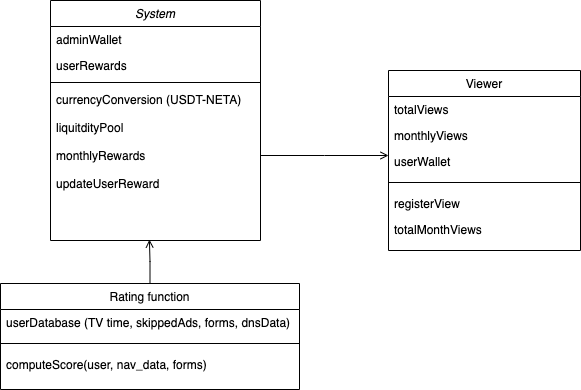 System
adminWallet
userRewards
currencyConversion (USDT-NETA)
liqutdityPool
monthlyRewards
updateUserReward
Viewer
totalViews
monthlyViews
userWallet
registerView
totalMonthViews
Rating function
userDatabase (TV time, skippedAds, forms, dnsData)
computeScore(user, nav_data, forms)